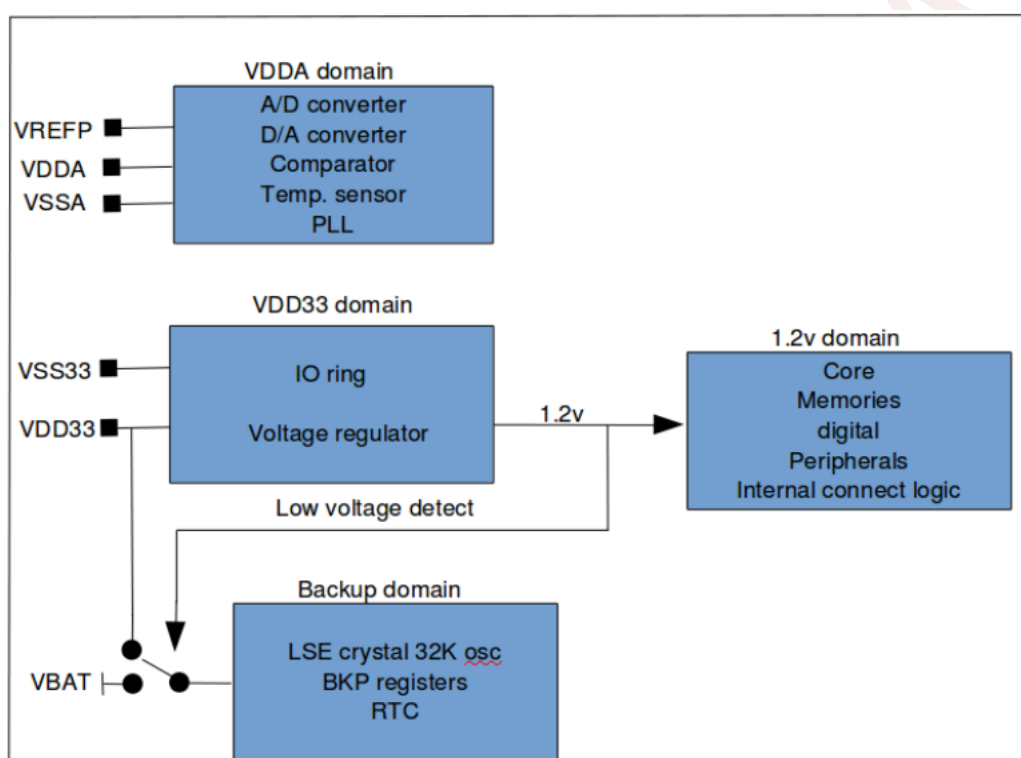 VDDA domain
VREFP
VDDA
VSSA
A/D converter
D/A converter
Comparator
Temp. sensor
PLL
VDD33 domain
VSS33
VDD33
IO ring
Voltage regulator
1.2v
1.2v domain
Core
Memories
digital
Peripherals
Internal connect logic
Low voltage detect
Backup domain
VBAT
LSE crystal 32K osc
BKP registers
RTC